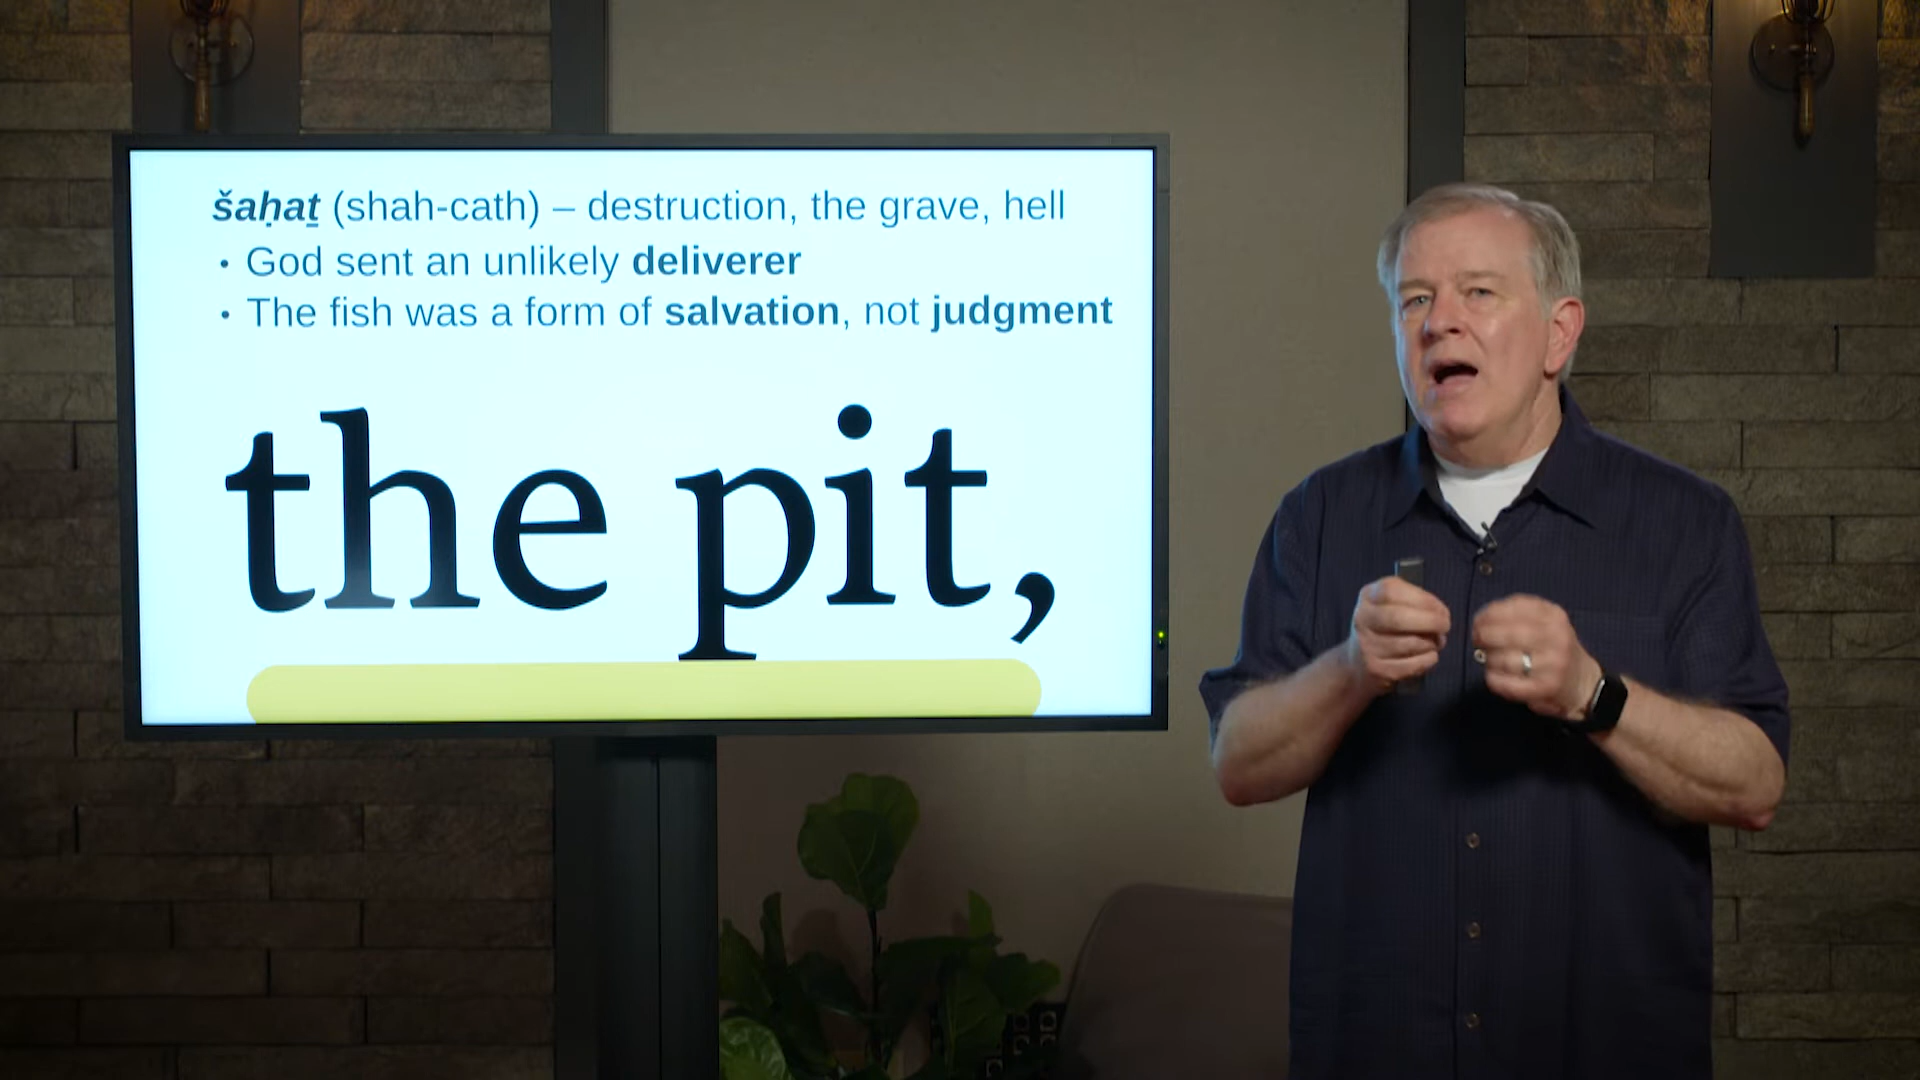 šaḥaṯ (shah-cath) – destruction, the grave, hell
• God sent an unlikely deliverer
• The fish was a form of salvation, not judgment
the pit,